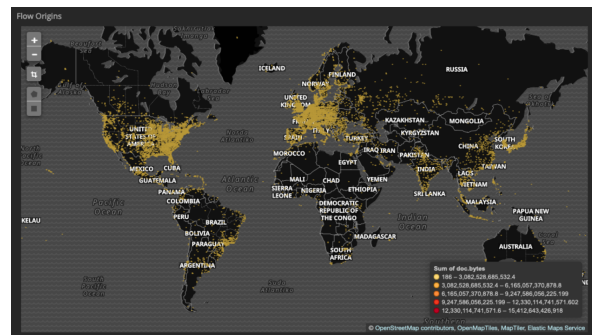 Flow Origins
ICELAND
FINLAND
NORWAY
RUSSIA
UNITED
KINGDOM
KAZAKHSTAN
MONGOLIA
KYRGYZSTAN
UNITED
STATES OF
AMERICA
SPAIN
ITALY
TURKEY
CHINA
SOUTH
KOREA
MOROCCO
IRAQ
IRAN
PAKISTAN
EGYPT
INDIA
TAIWAN
MEXICO
CUBA
GUATEMALA
MALI
CHAD
YEMEN
LAOS
VIETNAM
Pacific
Ocean
Atlantic
Ocean
PANAMA
SIERRA
LEONE
NIGERIA
ETHIOPIA
SRI LANKA
COLOMBIA
MALAYSIA
KELAU
DEMOCRATIC
REPUBLIC OF
THE CONGO
PERU
BRAZIL
Indian
Ocean
PAPUA NEW
GUINEA
BOLIVIA
MADAGASCAR
PARAGUAY
AUSTRALIA
SOUTH
AFRICA
ARGENTINA
Sum of doc.bytes
186 – 3,082,528,685,532.4
3,082,528,685,532.4 – 6,165,057,370,878.8
6,165,057,370,878.8 – 9,247,586,056,225.199
9,247,586,056,225.199 – 12,330,114,741,571.602
12,330,114,741,571.6 – 15,412,643,426,918
© OpenStreetMap contributors, OpenMapTiles, MapTiler, Elastic Maps Service